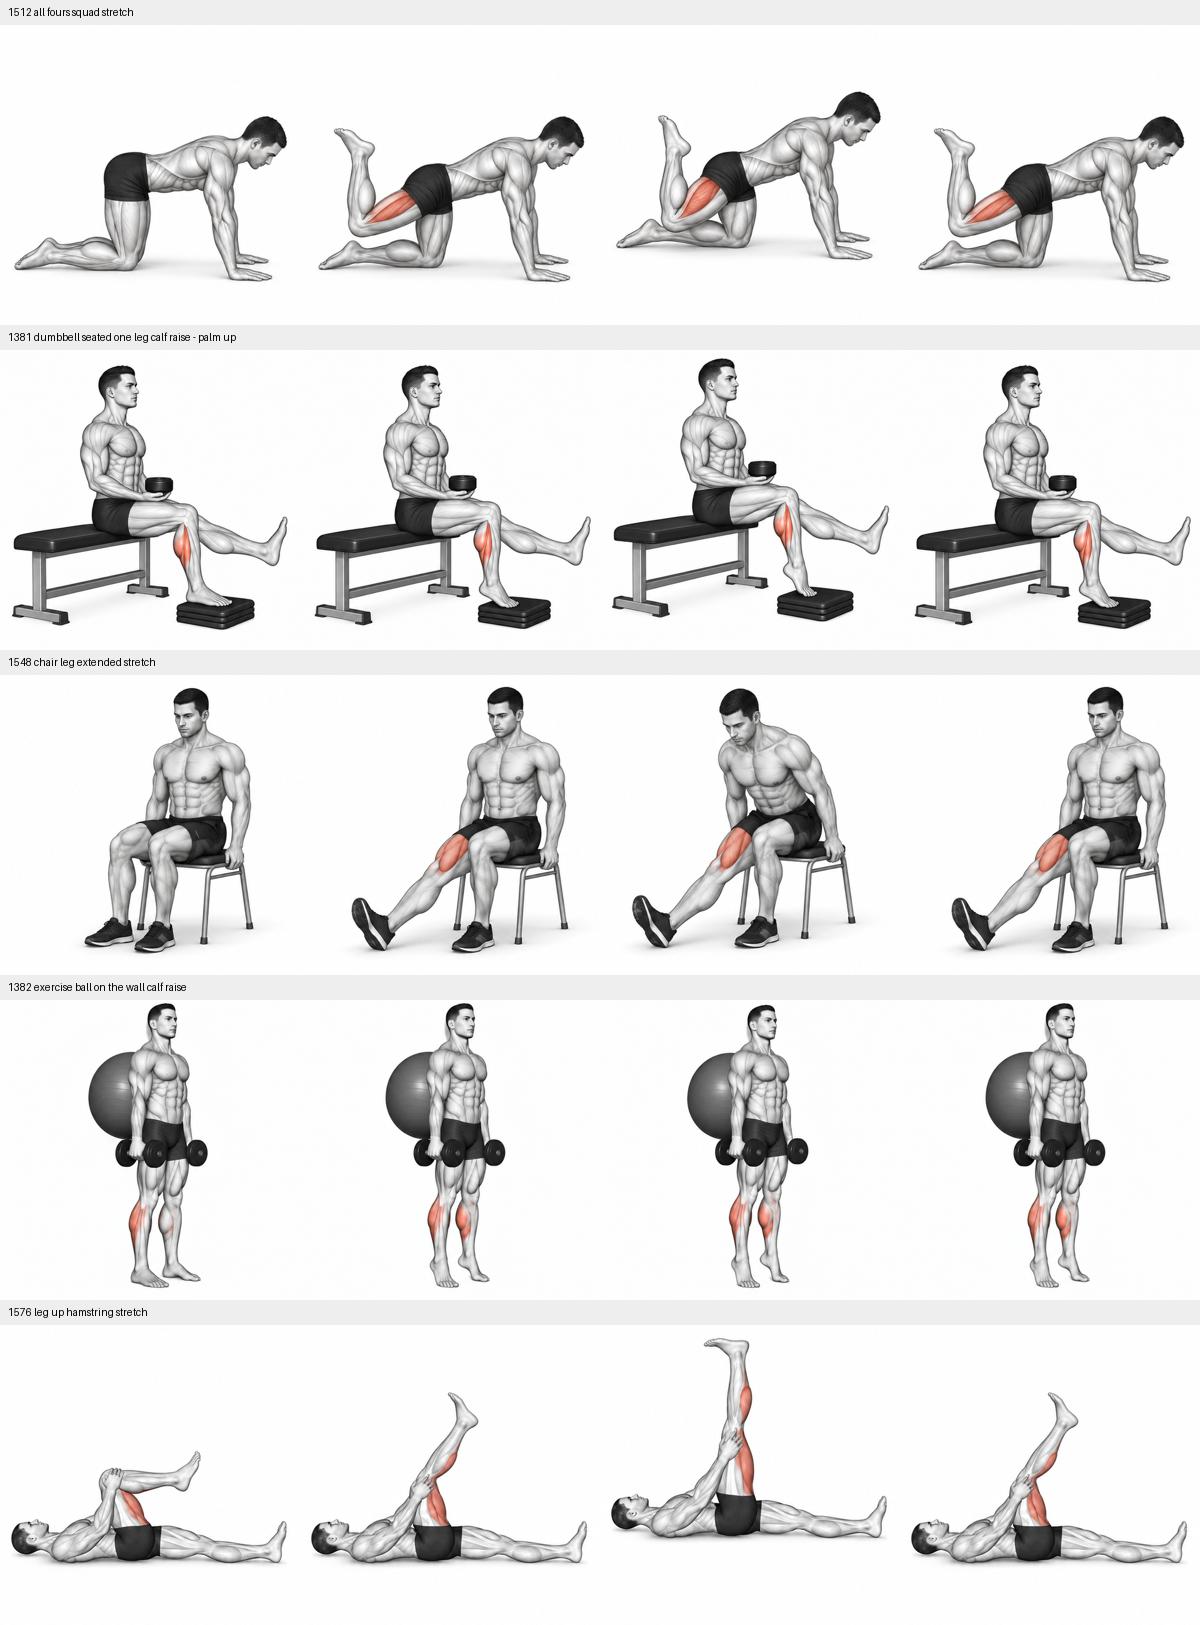 1512 all fours squad stretch
1381 dumbbell seated one leg calf raise - palm up
1548 chair leg extended stretch
1382 exercise ball on the wall calf raise
1576 leg up hamstring stretch